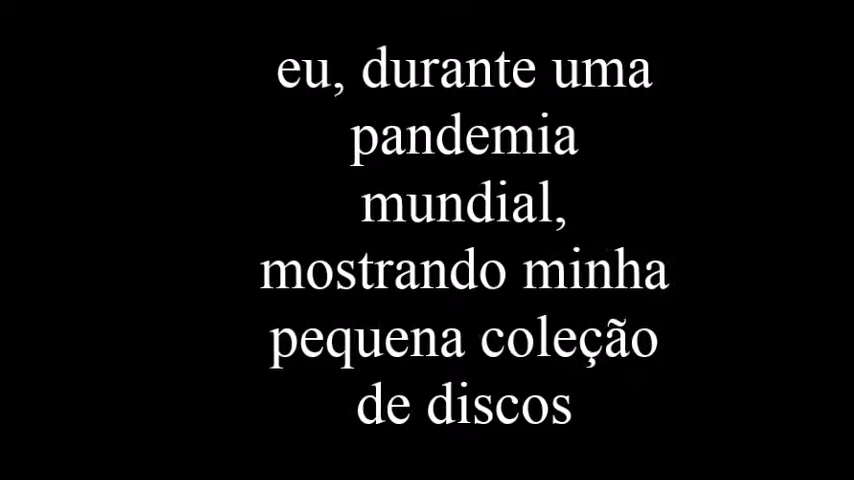 eu, durante uma
pandemia
mundial,
mostrando minha
pequena coleção
de discos